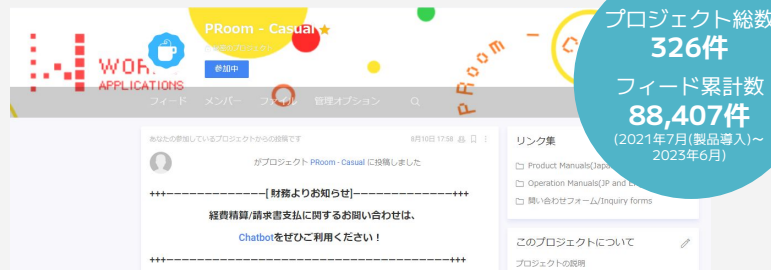 PRoom - Casual★
参加中
WOR
APPLICATIONS
フィード メンバー ファイル 管理オプション
PRoom - C
プロジェクト総数
326件
フィード累計数
88,407件
(2021年7月(製品導入)～
2023年6月)
あなたの参加しているプロジェクトからの投稿です
8月10日 17:58
がプロジェクト PRoom - Casual に投稿しました
+++−−−−−−−−−−−−−[ 財務よりお知らせ]−−−−−−−−−−−−−+++
経費精算/請求書支払に関するお問い合わせは、
Chatbotをぜひご利用ください！
+++−−−−−−−−−−−−−−−−−−−−−−−−−−−−−−−−−−−−−+++
リンク集
Product Manuals(Japa
Operation Manuals(JP and E
問い合わせフォーム/Inquiry forms
このプロジェクトについて
プロジェクトの説明